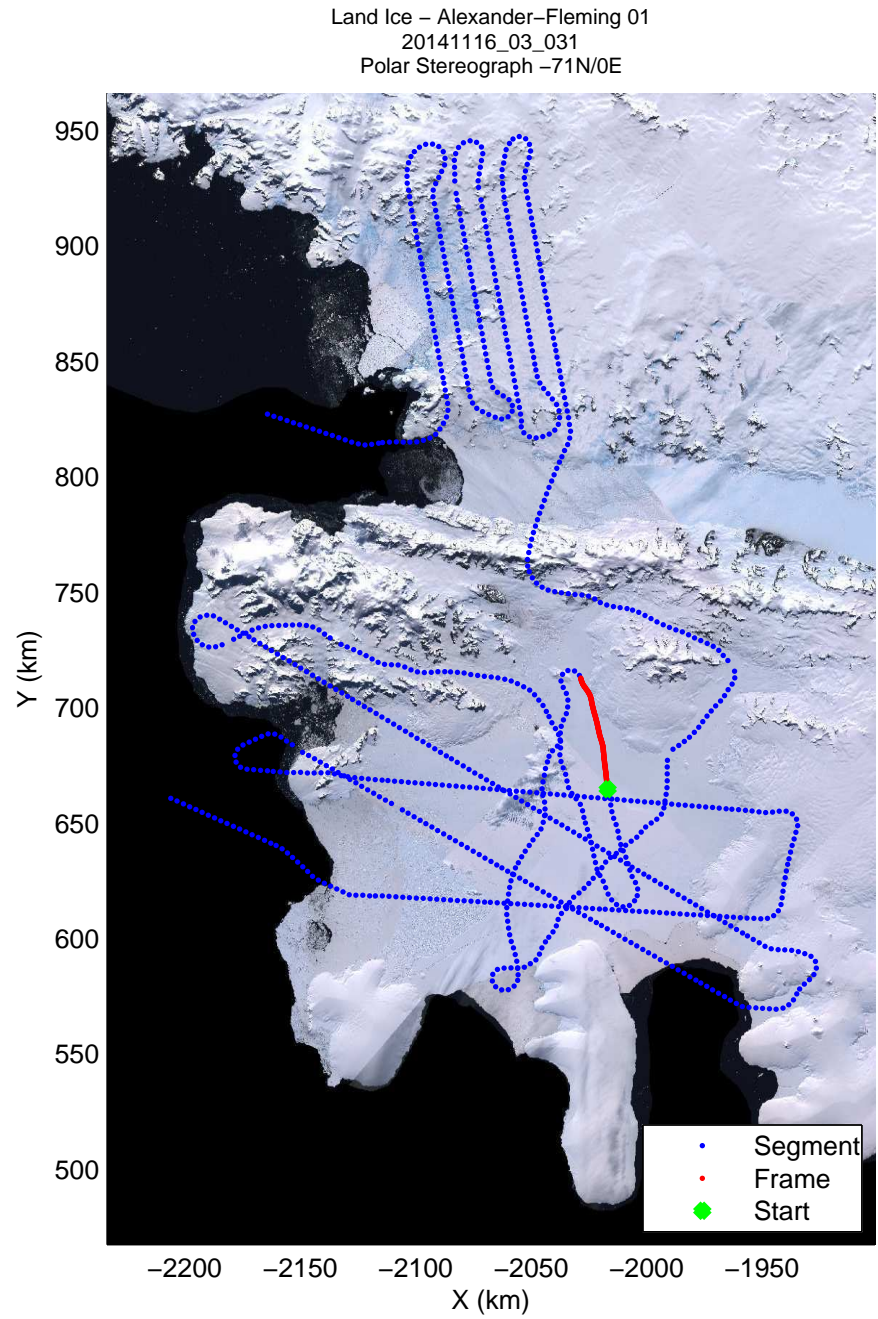 Land Ice − Alexander−Fleming 01
20141116_03_031
Polar Stereograph −71N/0E
950
900
850
800
750
700
650
600
550
500
Y (km)
Segment
Frame
Start
−2200 −2150 −2100 −2050 −2000 −1950
X (km)